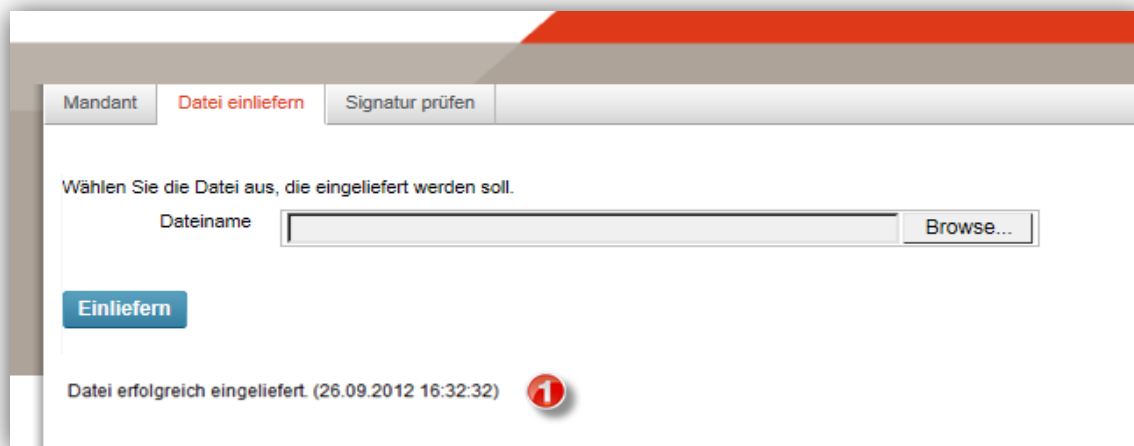 Mandant Datei einliefern Signatur prüfen
Wählen Sie die Datei aus, die eingeliefert werden soll.
Dateiname Browse...
Einliefern
Datei erfolgreich eingeliefert. (26.09.2012 16:32:32) 1